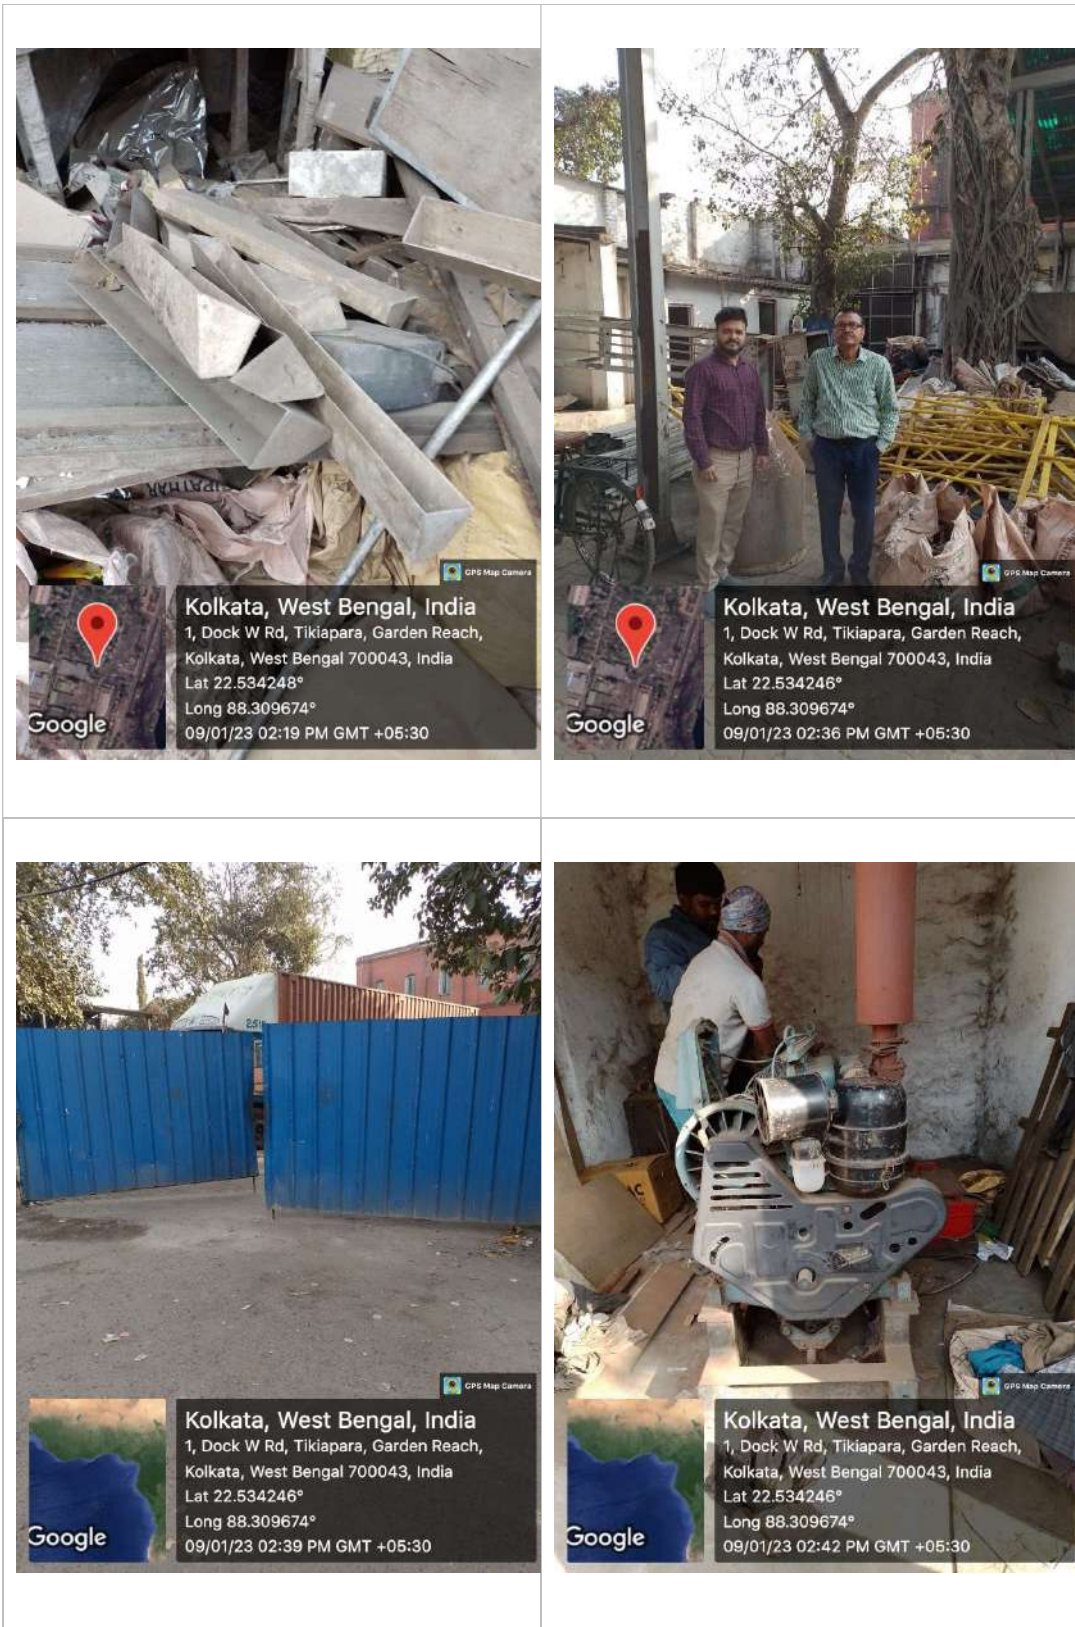 IPATHAR
GPS Map Camera
Google
Kolkata, West Bengal, India
1, Dock W Rd, Tikiapara, Garden Reach,
Kolkata, West Bengal 700043, India
Lat 22.534248°
Long 88.309674°
09/01/23 02:19 PM GMT +05:30
GPS Map Camera
Google
Kolkata, West Bengal, India
1, Dock W Rd, Tikiapara, Garden Reach,
Kolkata, West Bengal 700043, India
Lat 22.534246°
Long 88.309674°
09/01/23 02:36 PM GMT +05:30
GPS Map Camera
Google
Kolkata, West Bengal, India
1, Dock W Rd, Tikiapara, Garden Reach,
Kolkata, West Bengal 700043, India
Lat 22.534246°
Long 88.309674°
09/01/23 02:39 PM GMT +05:30
AC
GPS Map Camera
Google
Kolkata, West Bengal, India
1, Dock W Rd, Tikiapara, Garden Reach,
Kolkata, West Bengal 700043, India
Lat 22.534246°
Long 88.309674°
09/01/23 02:42 PM GMT +05:30